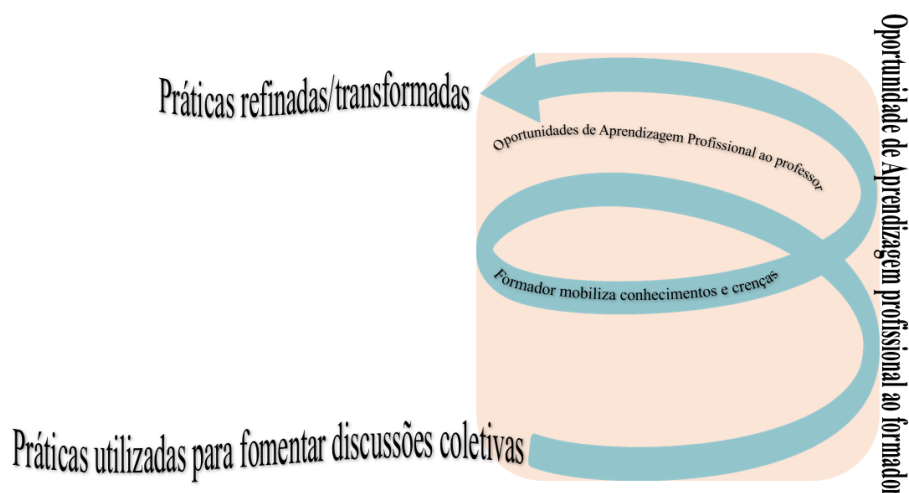 Práticas refinadas/transformadas
Oportunidades de Aprendizagem Profissional ao professor
Formador mobiliza conhecimentos e crenças
Práticas utilizadas para fomentar discussões coletivas
Oportunidade de Aprendizagem profissional ao formador